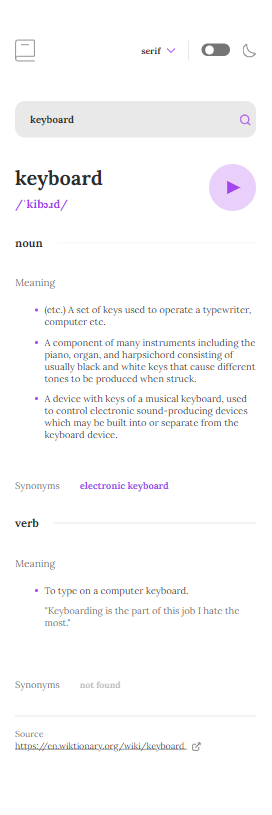 serif
keyboard
keyboard
/ˈkibɔɹd/
noun
Meaning
• (etc.) A set of keys used to operate a typewriter,
computer etc.
• A component of many instruments including the
piano, organ, and harpsichord consisting of
usually black and white keys that cause different
tones to be produced when struck.
• A device with keys of a musical keyboard, used
to control electronic sound-producing devices
which may be built into or separate from the
keyboard device.
Synonyms electronic keyboard
verb
Meaning
• To type on a computer keyboard.
"Keyboarding is the part of this job I hate the
most."
Synonyms not found
Source
https://en.wiktionary.org/wiki/keyboard